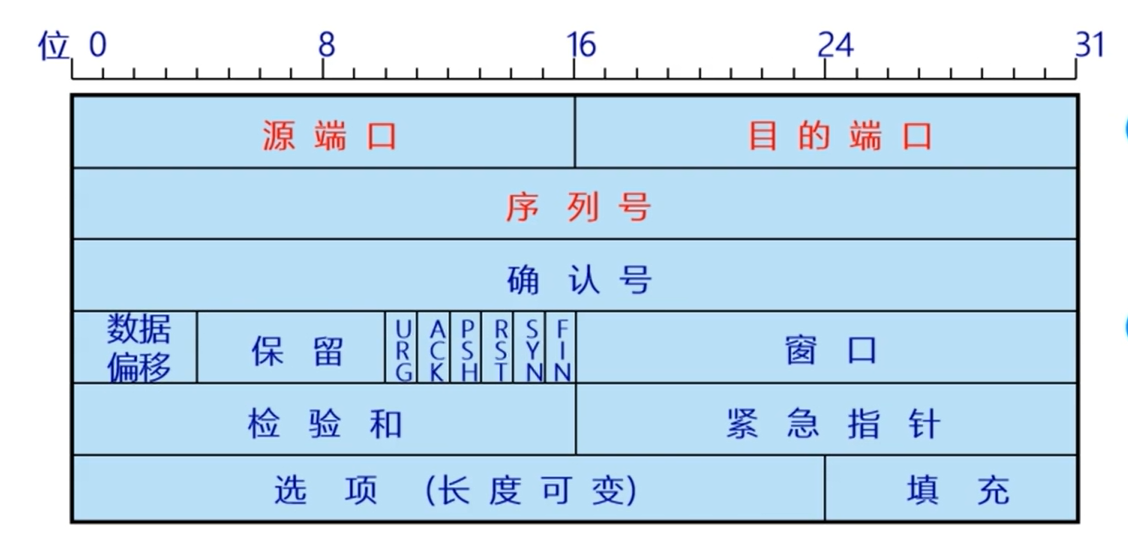 位 0 8 16 24 31
源端口 目的端口
序列号
确认号
数据偏移 保留 URG ACK PSH RST SYN FIN 窗口
检验和 紧急指针
选项 (长度可变) 填充